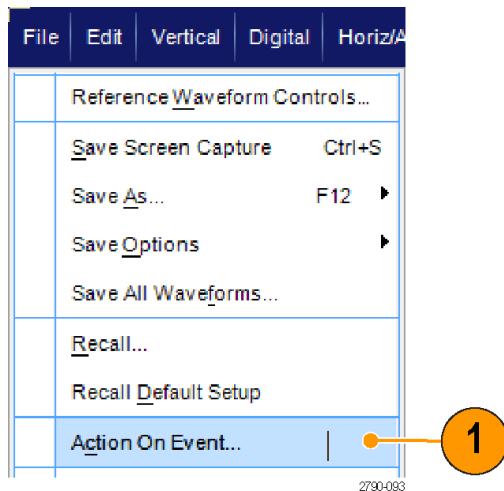 File Edit Vertical Digital Horiz/A
Reference Waveform Controls...
Save Screen Capture Ctrl+S
Save As... F12
Save Options
Save All Waveforms...
Recall...
Recall Default Setup
Action On Event...
1
2790-093